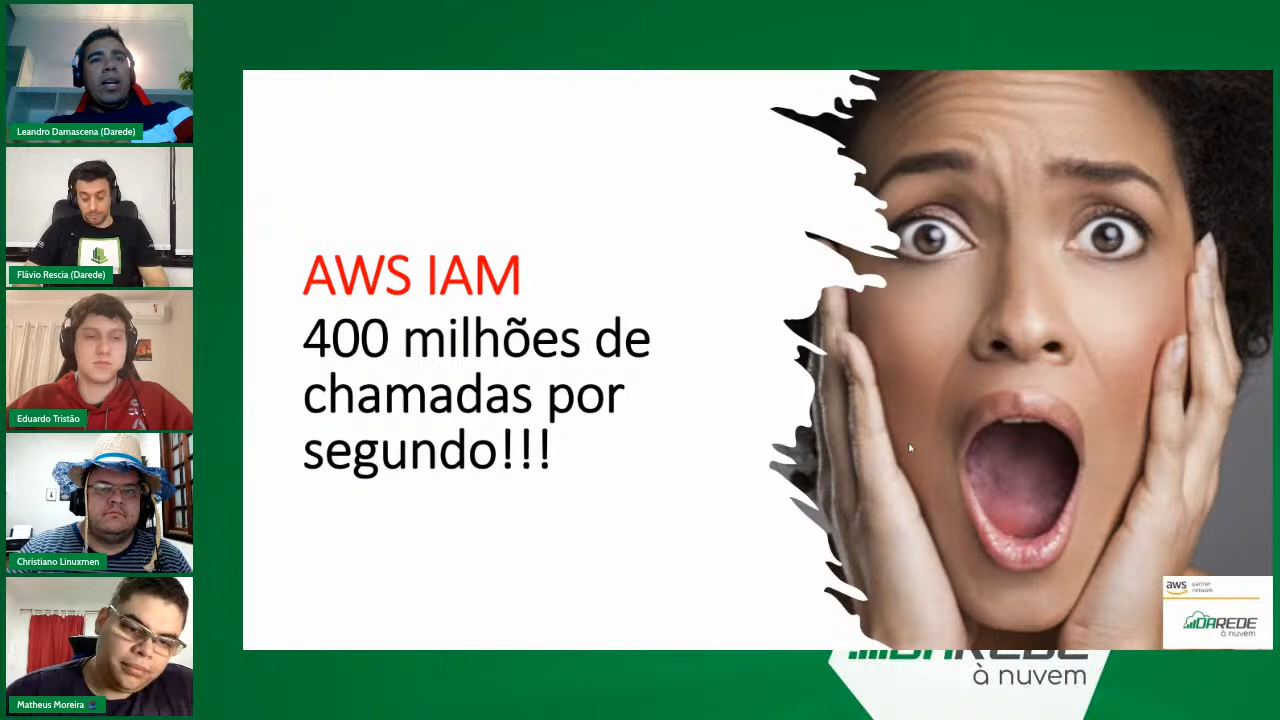 Leandro Damascena (Darede)
Flávio Rescia (Darede)
Eduardo Tristão
Christiano Linuxmen
Matheus Moreira
AWS IAM
400 milhões de
chamadas por
segundo!!!
aws partner
network
DAREDE
à nuvem
DAREDE
à nuvem